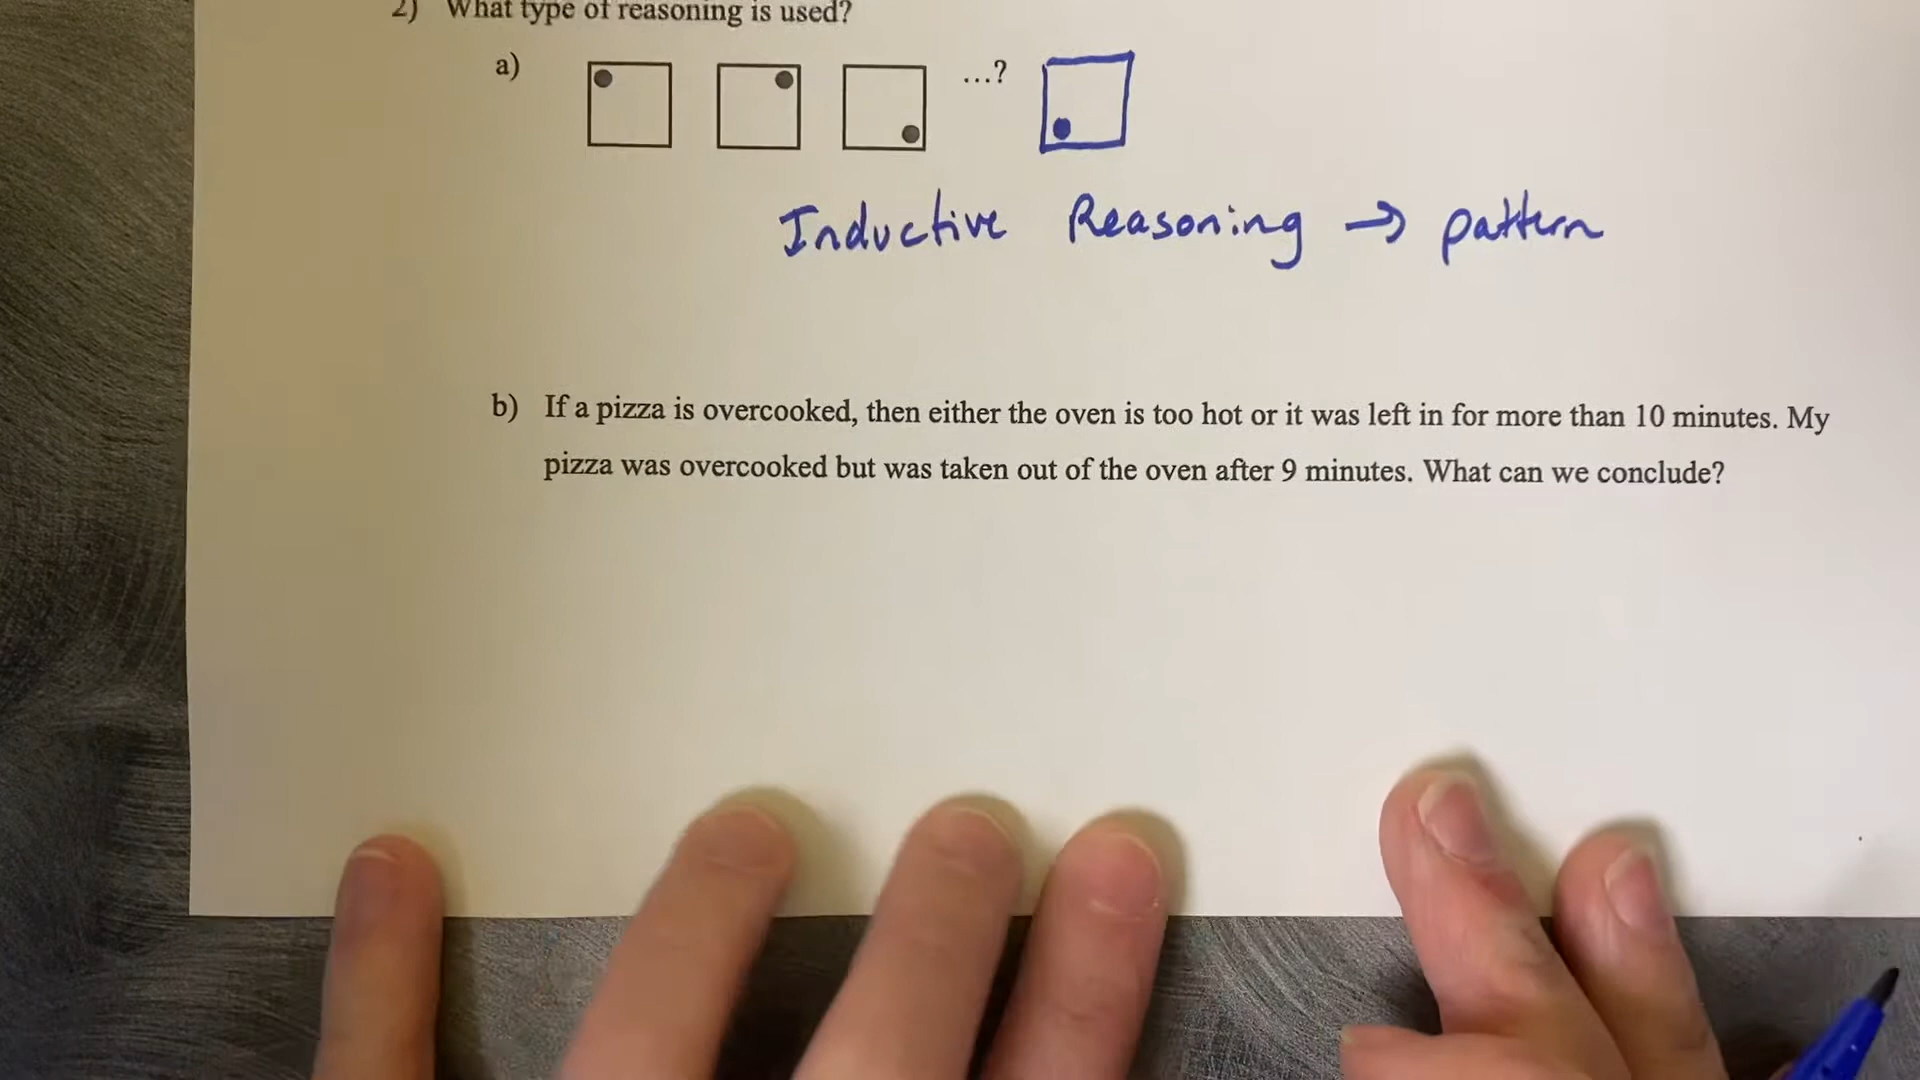 2) What type of reasoning is used?
a) ...?
Inductive Reasoning → pattern
b) If a pizza is overcooked, then either the oven is too hot or it was left in for more than 10 minutes. My
pizza was overcooked but was taken out of the oven after 9 minutes. What can we conclude?